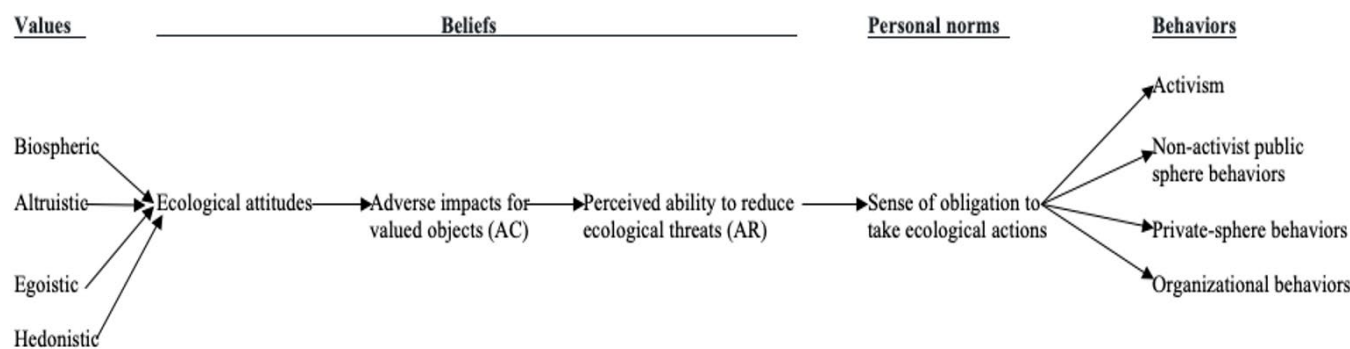 Values
Beliefs
Personal norms
Behaviors
Activism
Biospheric
Non-activist public
sphere behaviors
Altruistic
Ecological attitudes
Adverse impacts for
valued objects (AC)
Perceived ability to reduce
ecological threats (AR)
Sense of obligation to
take ecological actions
Private-sphere behaviors
Egoistic
Organizational behaviors
Hedonistic